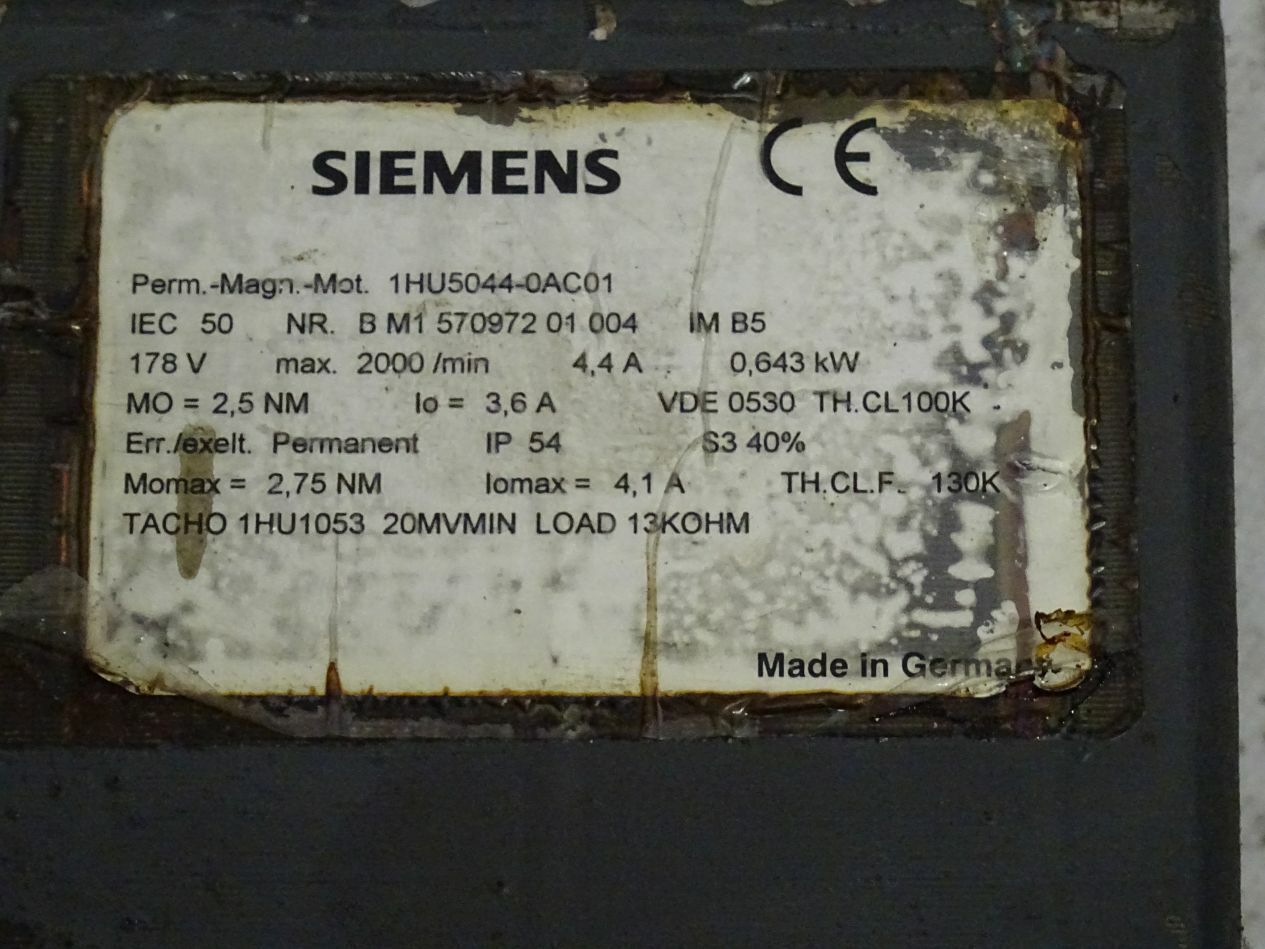 SIEMENS CE
Perm.-Magn.-Mot. 1HU5044-0AC01
IEC 50 NR. B M1 570972 01 004 IM B5
178 V max. 2000 /min 4,4 A 0,643 kW
MO = 2,5 NM Io = 3,6 A VDE 0530 TH.CL100K
Err./exelt. Permanent IP 54 S3 40%
Momax = 2,75 NM Iomax = 4,1 A TH.CL.F. 130K
TACHO 1HU1053 20MVMIN LOAD 13KOHM
Made in Germany